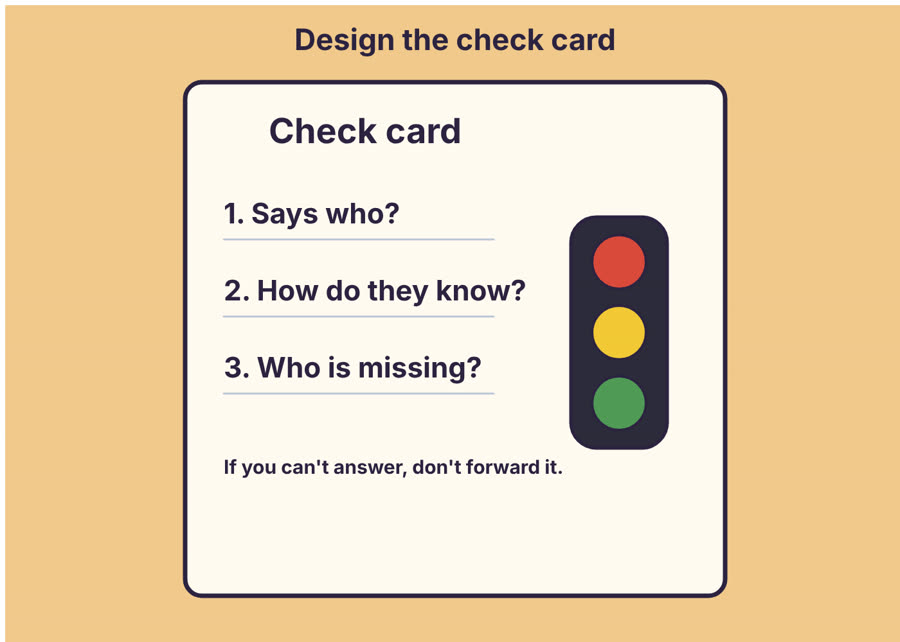 Design the check card
Check card
1. Says who?
2. How do they know?
3. Who is missing?
If you can't answer, don't forward it.